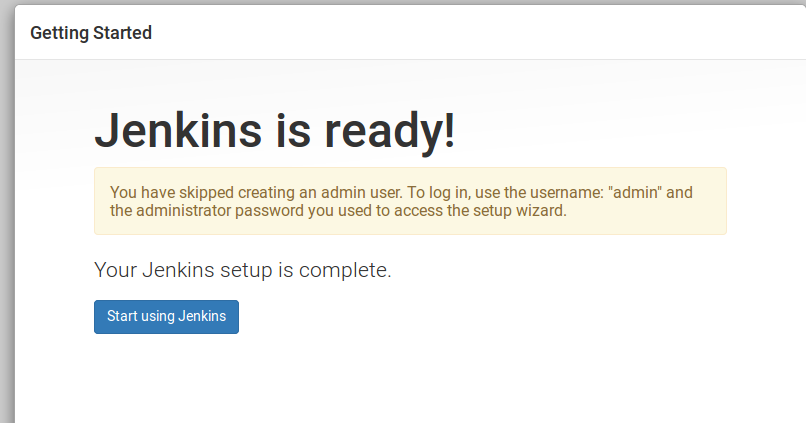 Getting Started
Jenkins is ready!
You have skipped creating an admin user. To log in, use the username: "admin" and
the administrator password you used to access the setup wizard.
Your Jenkins setup is complete.
Start using Jenkins